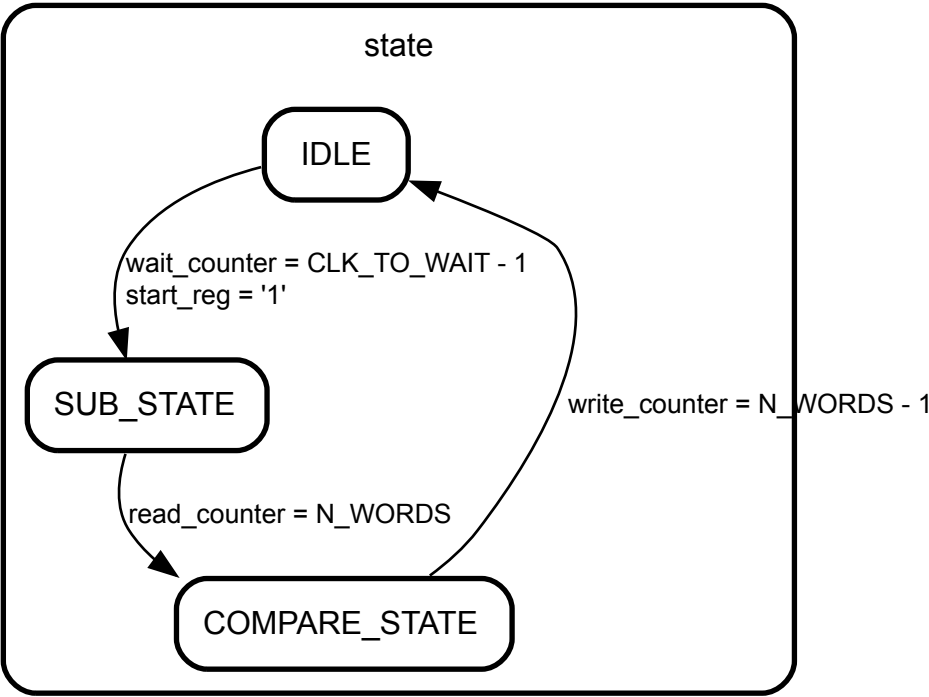 state
IDLE
wait_counter = CLK_TO_WAIT - 1
start_reg = '1'
SUB_STATE
write_counter = N_WORDS - 1
read_counter = N_WORDS
COMPARE_STATE